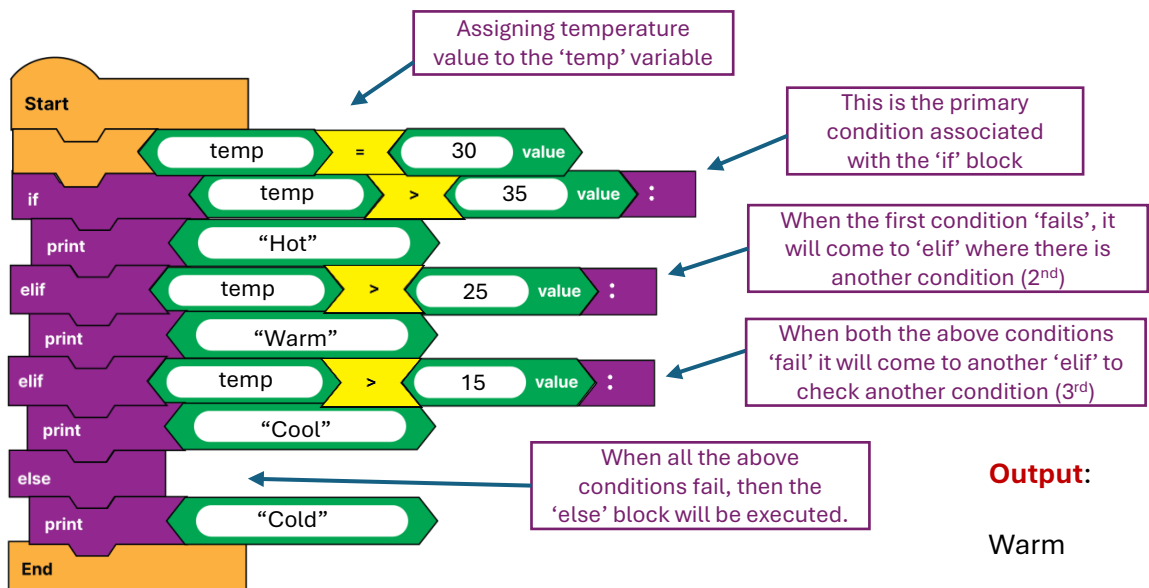 Assigning temperature
value to the ‘temp’ variable
Start
temp = 30 value
This is the primary
condition associated
with the ‘if’ block
if temp > 35 value :
print “Hot”
When the first condition ‘fails’, it
will come to ‘elif’ where there is
another condition (2nd)
elif temp > 25 value :
print “Warm”
When both the above conditions
‘fail’ it will come to another ‘elif’ to
check another condition (3rd)
elif temp > 15 value :
print “Cool”
else
When all the above
conditions fail, then the
‘else’ block will be executed.
print “Cold”
End
Output:
Warm